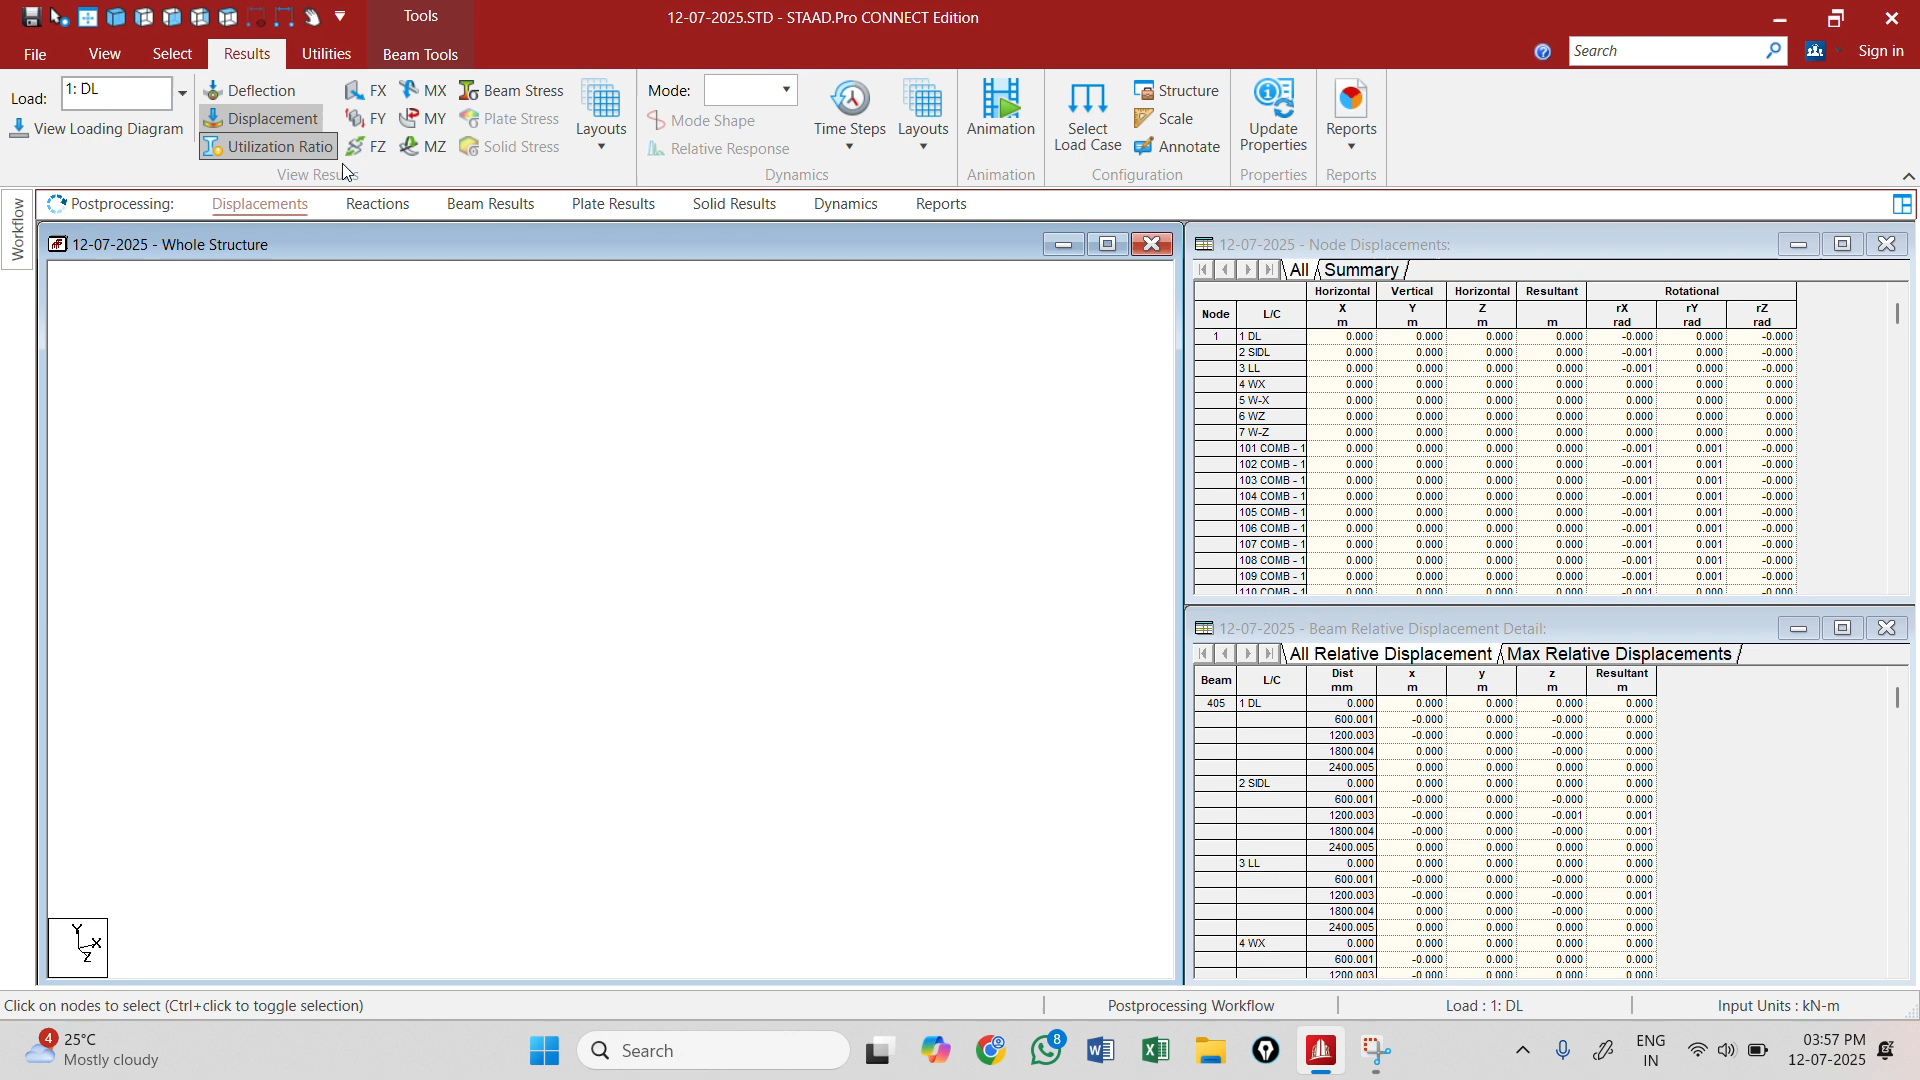 Tools
12-07-2025.STD - STAAD.Pro CONNECT Edition
File View Select Results Utilities Beam Tools
Search
Sign in
Load: 1: DL
View Loading Diagram
Deflection
Displacement
Utilization Ratio
FX MX Beam Stress
FY MY Plate Stress
FZ MZ Solid Stress
Layouts
View Results
Mode:
Mode Shape
Relative Response
Time Steps
Layouts
Dynamics
Animation
Animation
Select
Load Case
Structure
Scale
Annotate
Configuration
Update
Properties
Properties
Reports
Reports
Workflow
Postprocessing: Displacements Reactions Beam Results Plate Results Solid Results Dynamics Reports
12-07-2025 - Whole Structure
Y
X
Z
12-07-2025 - Node Displacements:
All Summary
Horizontal Vertical Horizontal Resultant Rotational
Node L/C X Y Z rX rY rZ
m m m m rad rad rad
1 1 DL 0.000 0.000 0.000 0.000 -0.000 0.000 -0.000
2 SIDL 0.000 0.000 0.000 0.000 -0.001 0.000 -0.000
3 LL 0.000 0.000 0.000 0.000 -0.001 0.000 -0.000
4 WX 0.000 0.000 0.000 0.000 0.000 0.000 0.000
5 W-X 0.000 0.000 0.000 0.000 0.000 0.000 0.000
6 WZ 0.000 0.000 0.000 0.000 0.000 0.000 0.000
7 W-Z 0.000 0.000 0.000 0.000 0.000 0.000 0.000
101 COMB - 1 0.000 0.000 0.000 0.000 -0.001 0.001 -0.000
102 COMB - 1 0.000 0.000 0.000 0.000 -0.001 0.001 -0.000
103 COMB - 1 0.000 0.000 0.000 0.000 -0.001 0.001 -0.000
104 COMB - 1 0.000 0.000 0.000 0.000 -0.001 0.001 -0.000
105 COMB - 1 0.000 0.000 0.000 0.000 -0.001 0.001 -0.000
106 COMB - 1 0.000 0.000 0.000 0.000 -0.001 0.001 -0.000
107 COMB - 1 0.000 0.000 0.000 0.000 -0.001 0.001 -0.000
108 COMB - 1 0.000 0.000 0.000 0.000 -0.001 0.001 -0.000
109 COMB - 1 0.000 0.000 0.000 0.000 -0.001 0.001 -0.000
110 COMB - 1 0.000 0.000 0.000 0.000 -0.001 0.001 -0.000
12-07-2025 - Beam Relative Displacement Detail:
All Relative Displacement Max Relative Displacements
Beam L/C Dist x y z Resultant
mm m m m m
405 1 DL 0.000 0.000 0.000 0.000 0.000
600.001 -0.000 0.000 -0.000 0.000
1200.003 -0.000 0.000 -0.000 0.000
1800.004 0.000 0.000 -0.000 0.000
2400.005 0.000 0.000 0.000 0.000
2 SIDL 0.000 0.000 0.000 0.000 0.000
600.001 -0.000 0.000 -0.000 0.000
1200.003 -0.000 0.000 -0.001 0.001
1800.004 -0.000 0.000 -0.000 0.001
2400.005 0.000 0.000 0.000 0.000
3 LL 0.000 0.000 0.000 0.000 0.000
600.001 -0.000 0.000 -0.000 0.000
1200.003 -0.000 0.000 -0.000 0.001
1800.004 -0.000 0.000 -0.000 0.000
2400.005 0.000 0.000 0.000 0.000
4 WX 0.000 0.000 0.000 0.000 0.000
600.001 -0.000 0.000 0.000 0.000
1200.003 -0.000 0.000 0.000 0.000
Click on nodes to select (Ctrl+click to toggle selection)
Postprocessing Workflow
Load : 1: DL
Input Units : kN-m
4
25°C
Mostly cloudy
Search
8
ENG
IN
03:57 PM
12-07-2025